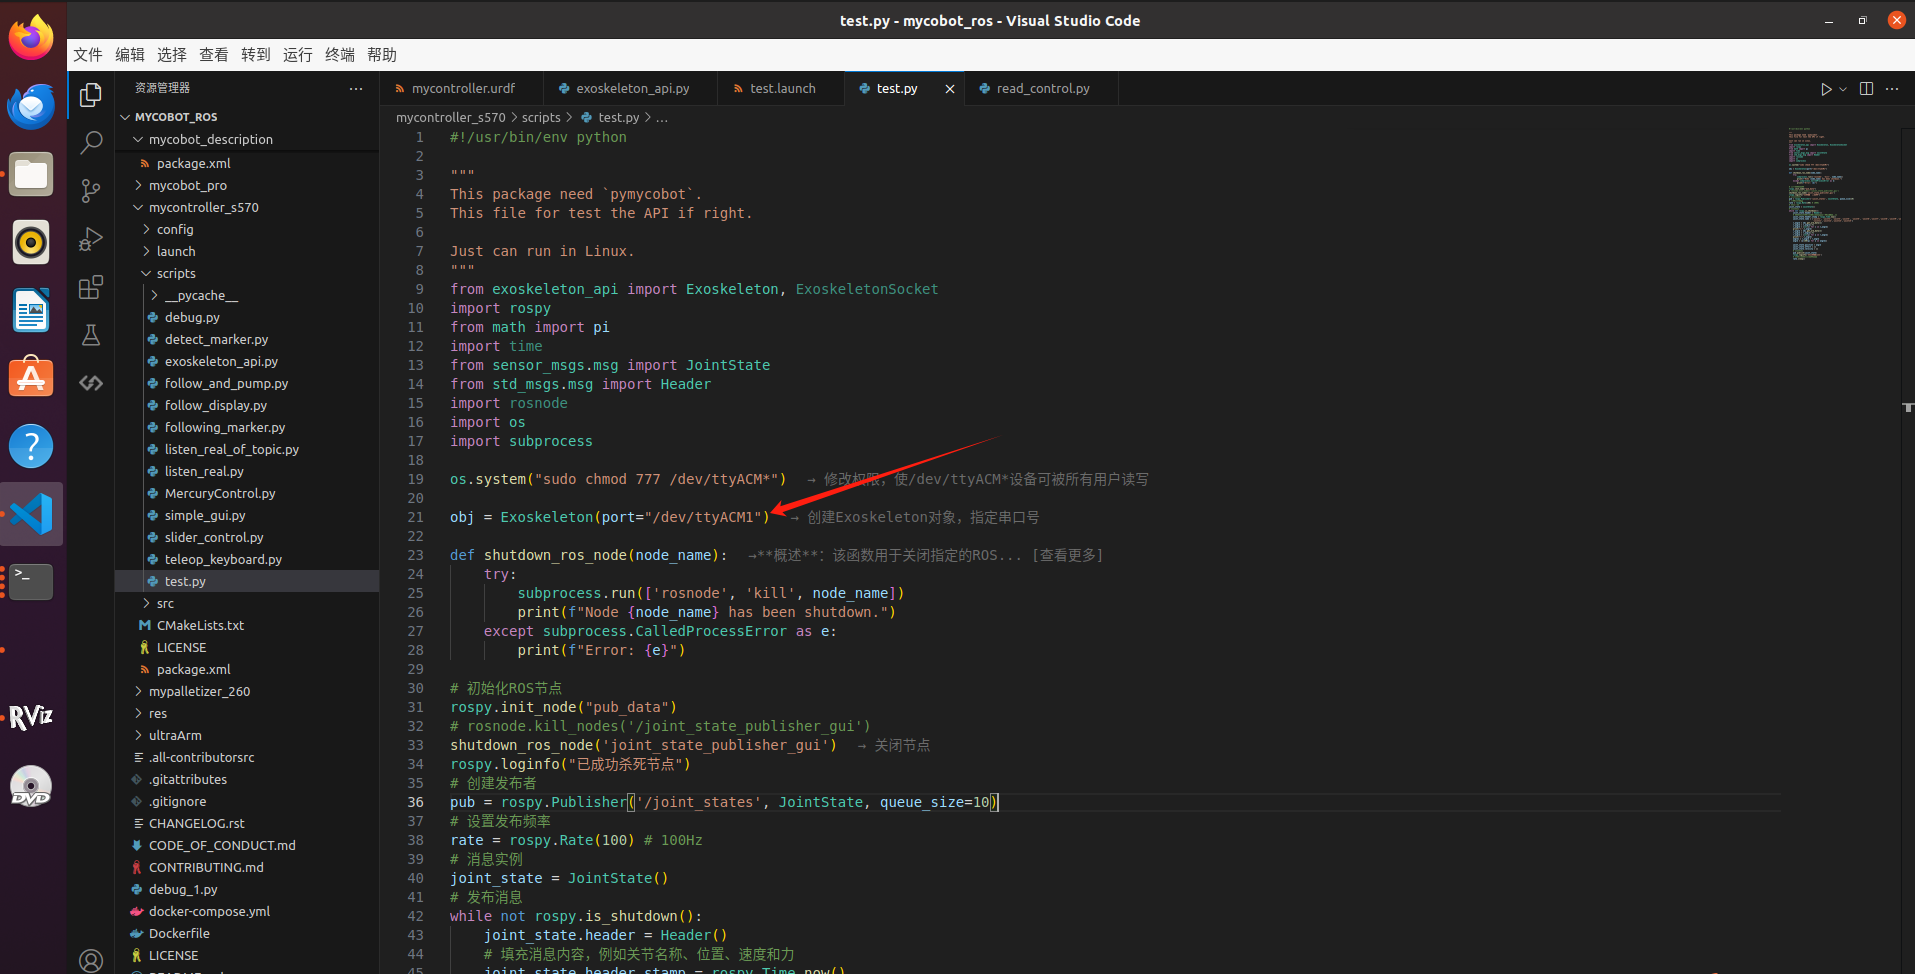 test.py - mycobot_ros - Visual Studio Code
文件 编辑 选择 查看 转到 运行 终端 帮助
资源管理器
MYCOBOT_ROS
mycobot_description
package.xml
mycobot_pro
mycontroller_s570
config
launch
scripts
__pycache__
debug.py
detect_marker.py
exoskeleton_api.py
follow_and_pump.py
follow_display.py
following_marker.py
listen_real_of_topic.py
listen_real.py
MercuryControl.py
simple_gui.py
slider_control.py
teleop_keyboard.py
test.py
src
CMakeLists.txt
LICENSE
package.xml
mypalletizer_260
res
ultraArm
.all-contributorsrc
.gitattributes
.gitignore
CHANGELOG.rst
CODE_OF_CONDUCT.md
CONTRIBUTING.md
debug_1.py
docker-compose.yml
Dockerfile
LICENSE
mycontroller.urdf exoskeleton_api.py test.launch test.py read_control.py
mycontroller_s570 > scripts > test.py > ...
1 #!/usr/bin/env python
2
3 """
4 This package need `pymycobot`.
5 This file for test the API if right.
6
7 Just can run in Linux.
8 """
9 from exoskeleton_api import Exoskeleton, ExoskeletonSocket
10 import rospy
11 from math import pi
12 import time
13 from sensor_msgs.msg import JointState
14 from std_msgs.msg import Header
15 import rosnode
16 import os
17 import subprocess
18
19 os.system("sudo chmod 777 /dev/ttyACM*") → 修改权限，使/dev/ttyACM*设备可被所有用户读写
20
21 obj = Exoskeleton(port="/dev/ttyACM1") → 创建Exoskeleton对象，指定串口号
22
23 def shutdown_ros_node(node_name): →**概述**: 该函数用于关闭指定的ROS... [查看更多]
24 try:
25 subprocess.run(['rosnode', 'kill', node_name])
26 print(f"Node {node_name} has been shutdown.")
27 except subprocess.CalledProcessError as e:
28 print(f"Error: {e}")
29
30 # 初始化ROS节点
31 rospy.init_node("pub_data")
32 # rosnode.kill_nodes('/joint_state_publisher_gui')
33 shutdown_ros_node('joint_state_publisher_gui') → 关闭节点
34 rospy.loginfo("已成功杀死节点")
35 # 创建发布者
36 pub = rospy.Publisher('/joint_states', JointState, queue_size=10)
37 # 设置发布频率
38 rate = rospy.Rate(100) # 100Hz
39 # 消息实例
40 joint_state = JointState()
41 # 发布消息
42 while not rospy.is_shutdown():
43 joint_state.header = Header()
44 # 填充消息内容，例如关节名称、位置、速度和力
45 joint_state.header.stamp = rospy.Time.now()
RViz
DVD